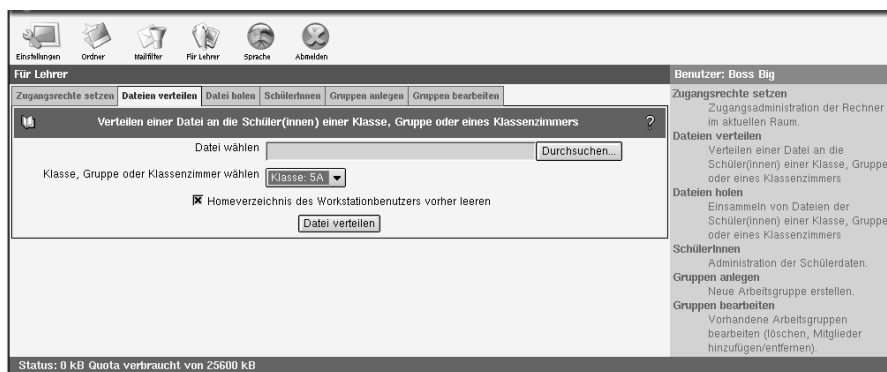 Einstellungen Ordner Mailfilter Für Lehrer Sprache Abmelden
Für Lehrer
Zugangsrechte setzen Dateien verteilen Datei holen SchülerInnen Gruppen anlegen Gruppen bearbeiten
Verteilen einer Datei an die Schüler(innen) einer Klasse, Gruppe oder eines Klassenzimmers ?
Datei wählen Durchsuchen...
Klasse, Gruppe oder Klassenzimmer wählen Klasse: 5A
Homeverzeichnis des Workstationbenutzers vorher leeren
Datei verteilen
Benutzer: Boss Big
Zugangsrechte setzen
Zugangsadministration der Rechner
im aktuellen Raum.
Dateien verteilen
Verteilen einer Datei an die
Schüler(innen) einer Klasse, Gruppe
oder eines Klassenzimmers
Dateien holen
Einsammeln von Dateien der
Schüler(innen) einer Klasse, Gruppe
oder eines Klassenzimmers
SchülerInnen
Administration der Schülerdaten.
Gruppen anlegen
Neue Arbeitsgruppe erstellen.
Gruppen bearbeiten
Vorhandene Arbeitsgruppen
bearbeiten (löschen, Mitglieder
hinzufügen/entfernen).
Status: 0 kB Quota verbraucht von 25600 kB